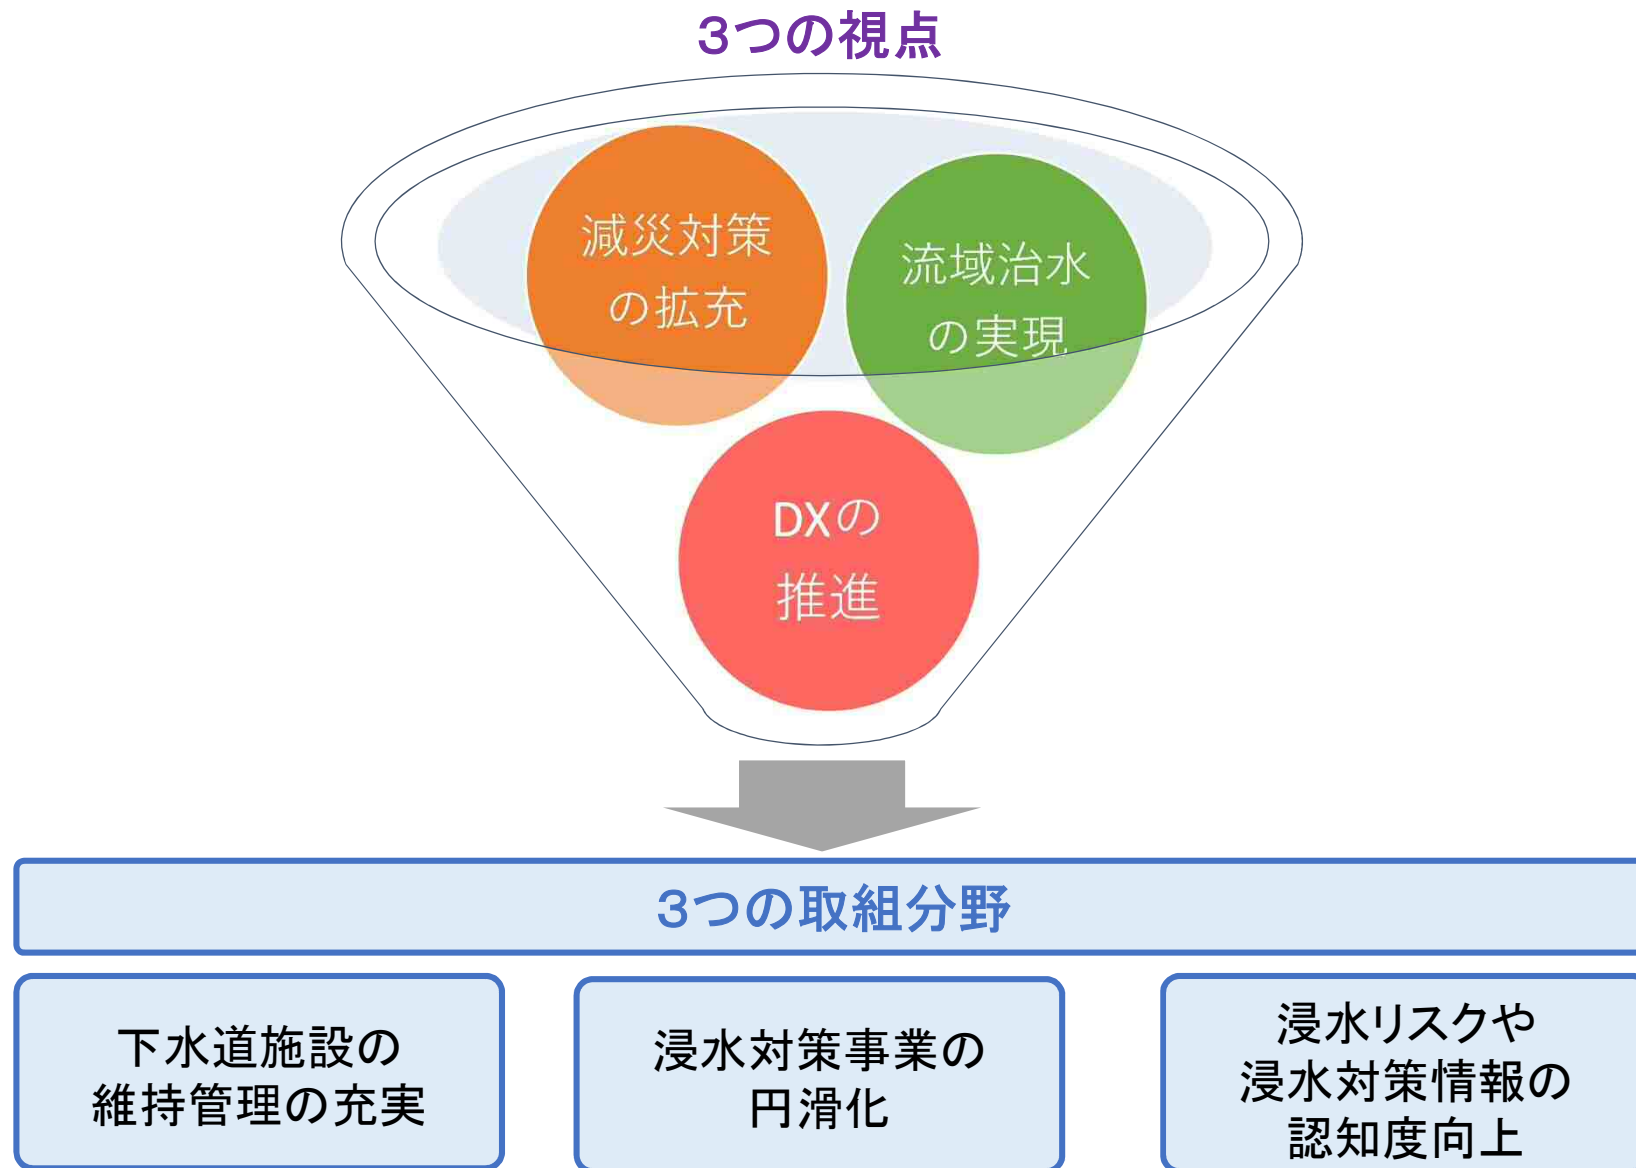 3つの視点
減災対策
の拡充
流域治水
の実現
DXの
推進
3つの取組分野
下水道施設の
維持管理の充実
浸水対策事業の
円滑化
浸水リスクや
浸水対策情報の
認知度向上